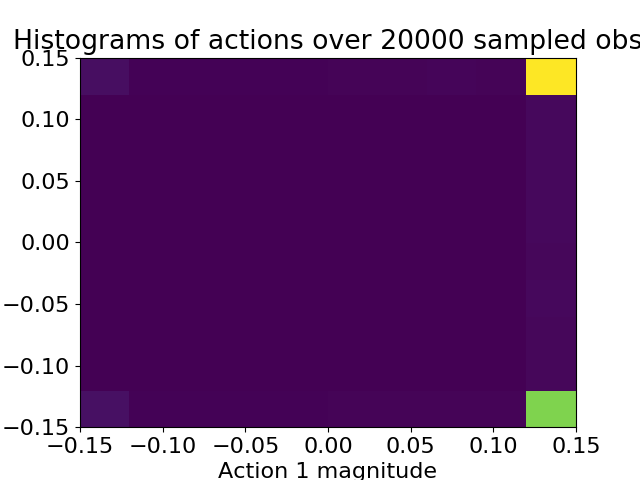 Histograms of actions over 20000 sampled obs
0.15
0.10
0.05
0.00
−0.05
−0.10
−0.15
−0.15 −0.10 −0.05 0.00 0.05 0.10 0.15
Action 1 magnitude